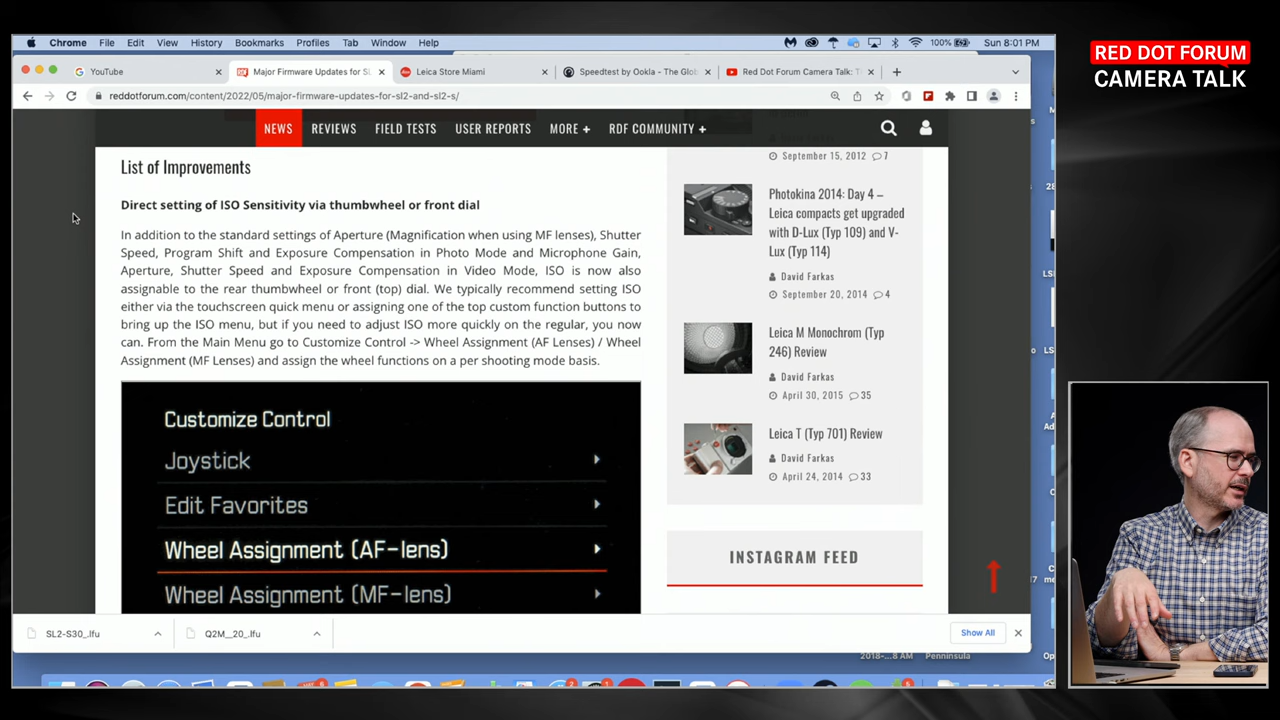 Chrome File Edit View History Bookmarks Profiles Tab Window Help 100% Sun 8:01 PM
YouTube Major Firmware Updates for SL Leica Store Miami Speedtest by Ookla - The Glob Red Dot Forum Camera Talk: T
reddotforum.com/content/2022/05/major-firmware-updates-for-sl2-and-sl2-s/
RED DOT FORUM
CAMERA TALK
NEWS REVIEWS FIELD TESTS USER REPORTS MORE + RDF COMMUNITY +
List of Improvements
Direct setting of ISO Sensitivity via thumbwheel or front dial
In addition to the standard settings of Aperture (Magnification when using MF lenses), Shutter
Speed, Program Shift and Exposure Compensation in Photo Mode and Microphone Gain,
Aperture, Shutter Speed and Exposure Compensation in Video Mode, ISO is now also
assignable to the rear thumbwheel or front (top) dial. We typically recommend setting ISO
either via the touchscreen quick menu or assigning one of the top custom function buttons to
bring up the ISO menu, but if you need to adjust ISO more quickly on the regular, you now
can. From the Main Menu go to Customize Control -> Wheel Assignment (AF Lenses) / Wheel
Assignment (MF Lenses) and assign the wheel functions on a per shooting mode basis.
Customize Control
Joystick
Edit Favorites
Wheel Assignment (AF-lens)
Wheel Assignment (MF-lens)
September 15, 2012 7
Photokina 2014: Day 4 –
Leica compacts get upgraded
with D-Lux (Typ 109) and V-
Lux (Typ 114)
David Farkas
September 20, 2014 4
Leica M Monochrom (Typ
246) Review
David Farkas
April 30, 2015 35
Leica T (Typ 701) Review
David Farkas
April 24, 2014 33
INSTAGRAM FEED
SL2-S30_.lfu Q2M__20_.lfu Show All
2018-...8 AM Penninsula